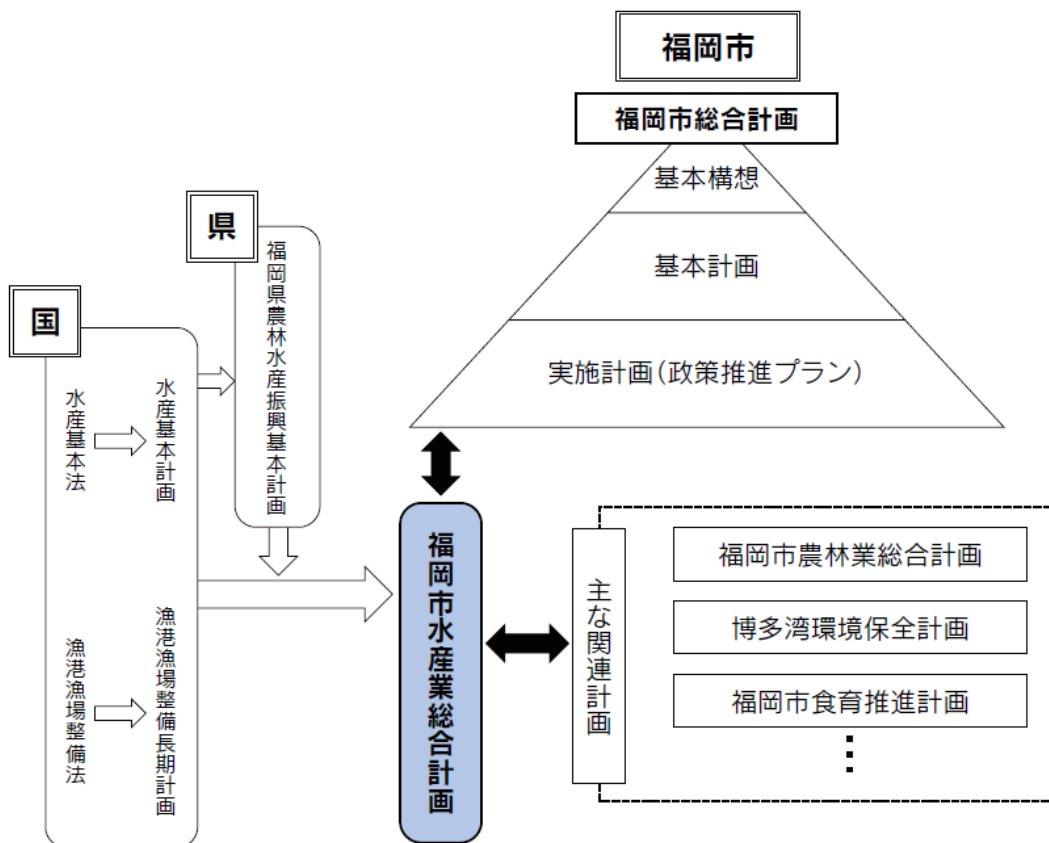 福岡市
福岡市総合計画
基本構想
基本計画
実施計画(政策推進プラン)
県
福岡県農林水産振興基本計画
国
水産基本法
水産基本計画
漁港漁場整備法
漁港漁場整備長期計画
福岡市水産業総合計画
主な関連計画
福岡市農林業総合計画
博多湾環境保全計画
福岡市食育推進計画